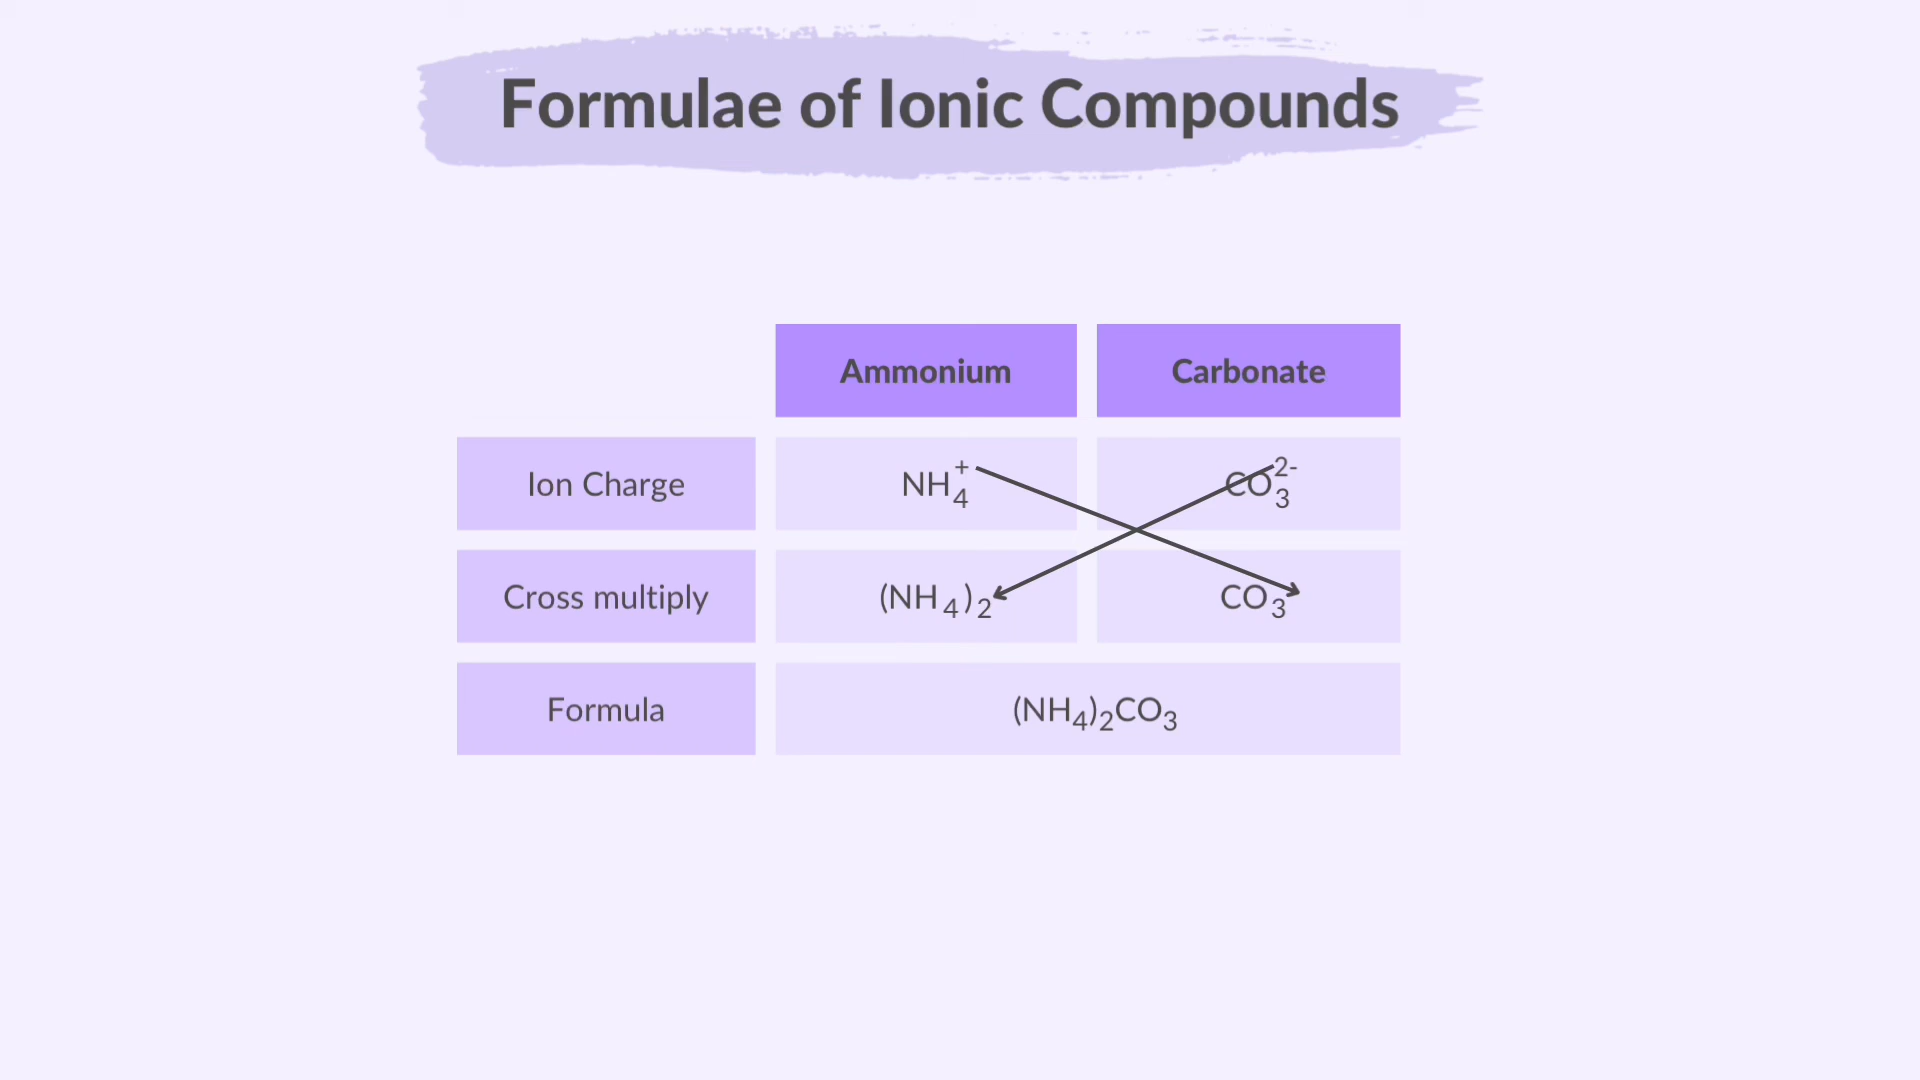 Formulae of Ionic Compounds
Ammonium Carbonate
Ion Charge NH₄⁺ CO₃²⁻
Cross multiply (NH₄)₂ CO₃
Formula (NH₄)₂CO₃